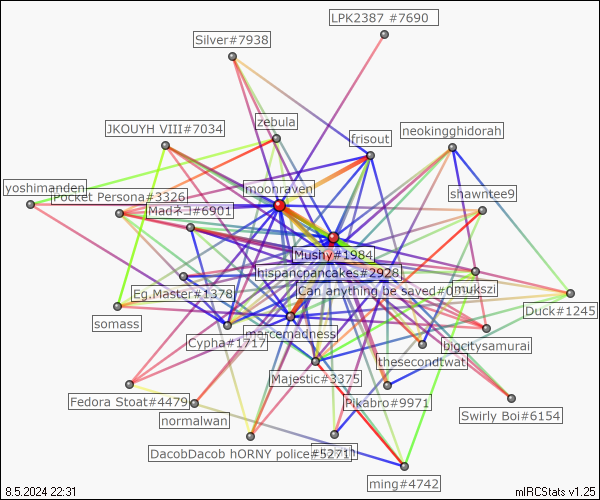 LPK2387 #7690
Silver#7938
zebula
JKOUYH VIII#7034
frisout
neokingghidorah
yoshimanden
moonraven
Pocket Persona#3326
shawntee9
Madネコ#6901
Mushy#1984
hispancpancakes#2928
Eg.Master#1378
Can anything be saved#0
mukszi
Duck#1245
somass
marcemadness
Cypha#1717
bigcitysamurai
thesecondtwat
Majestic#3375
Fedora Stoat#4479
Pikabro#9971
normalwan
Swirly Boi#6154
DacobDacob hORNY police#5271
ming#4742
8.5.2024 22:31
mIRCStats v1.25